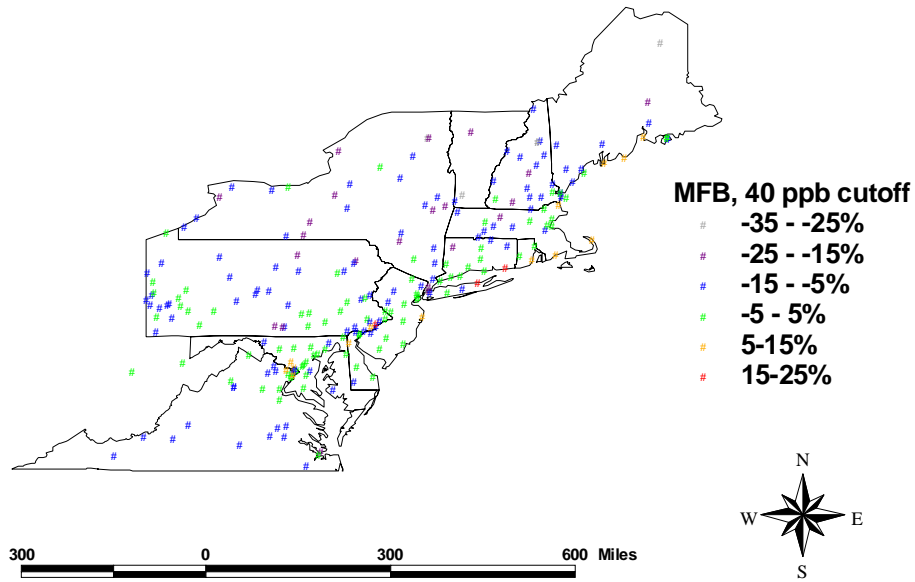 MFB, 40 ppb cutoff
# -35 - -25%
# -25 - -15%
# -15 - -5%
# -5 - 5%
# 5-15%
# 15-25%
N
W E
S
300 0 300 600 Miles